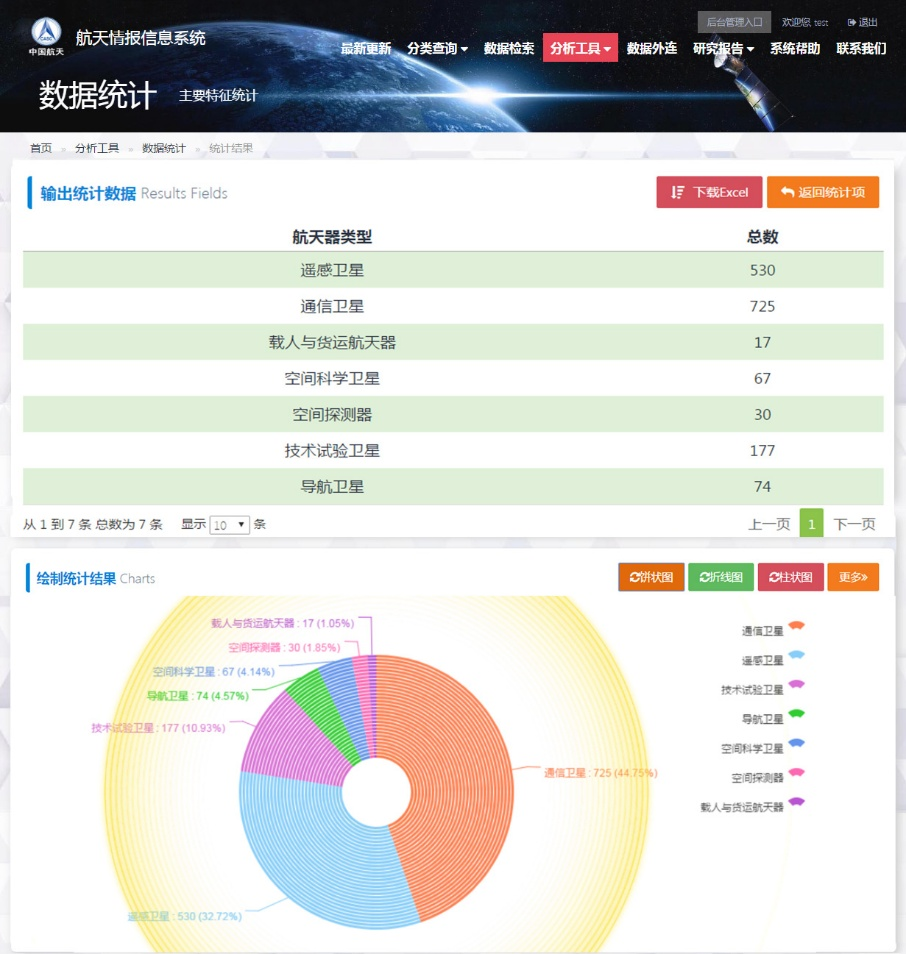 后台管理入口 欢迎您 test 退出
CASC
中国航天
航天情报信息系统
最新更新 分类查询 数据检索 分析工具 数据外连 研究报告 系统帮助 联系我们
数据统计 主要特征统计
首页 » 分析工具 » 数据统计 » 统计结果
输出统计数据 Results Fields
下载Excel 返回统计项
航天器类型 总数
遥感卫星 530
通信卫星 725
载人与货运航天器 17
空间科学卫星 67
空间探测器 30
技术试验卫星 177
导航卫星 74
从 1 到 7 条 总数为 7 条 显示 10 条
上一页 1 下一页
绘制统计结果 Charts
饼状图 折线图 柱状图 更多»
载人与货运航天器 : 17 (1.05%)
空间探测器 : 30 (1.85%)
空间科学卫星 : 67 (4.14%)
导航卫星 : 74 (4.57%)
技术试验卫星 : 177 (10.93%)
通信卫星 : 725 (44.75%)
遥感卫星 : 530 (32.72%)
通信卫星
遥感卫星
技术试验卫星
导航卫星
空间科学卫星
空间探测器
载人与货运航天器